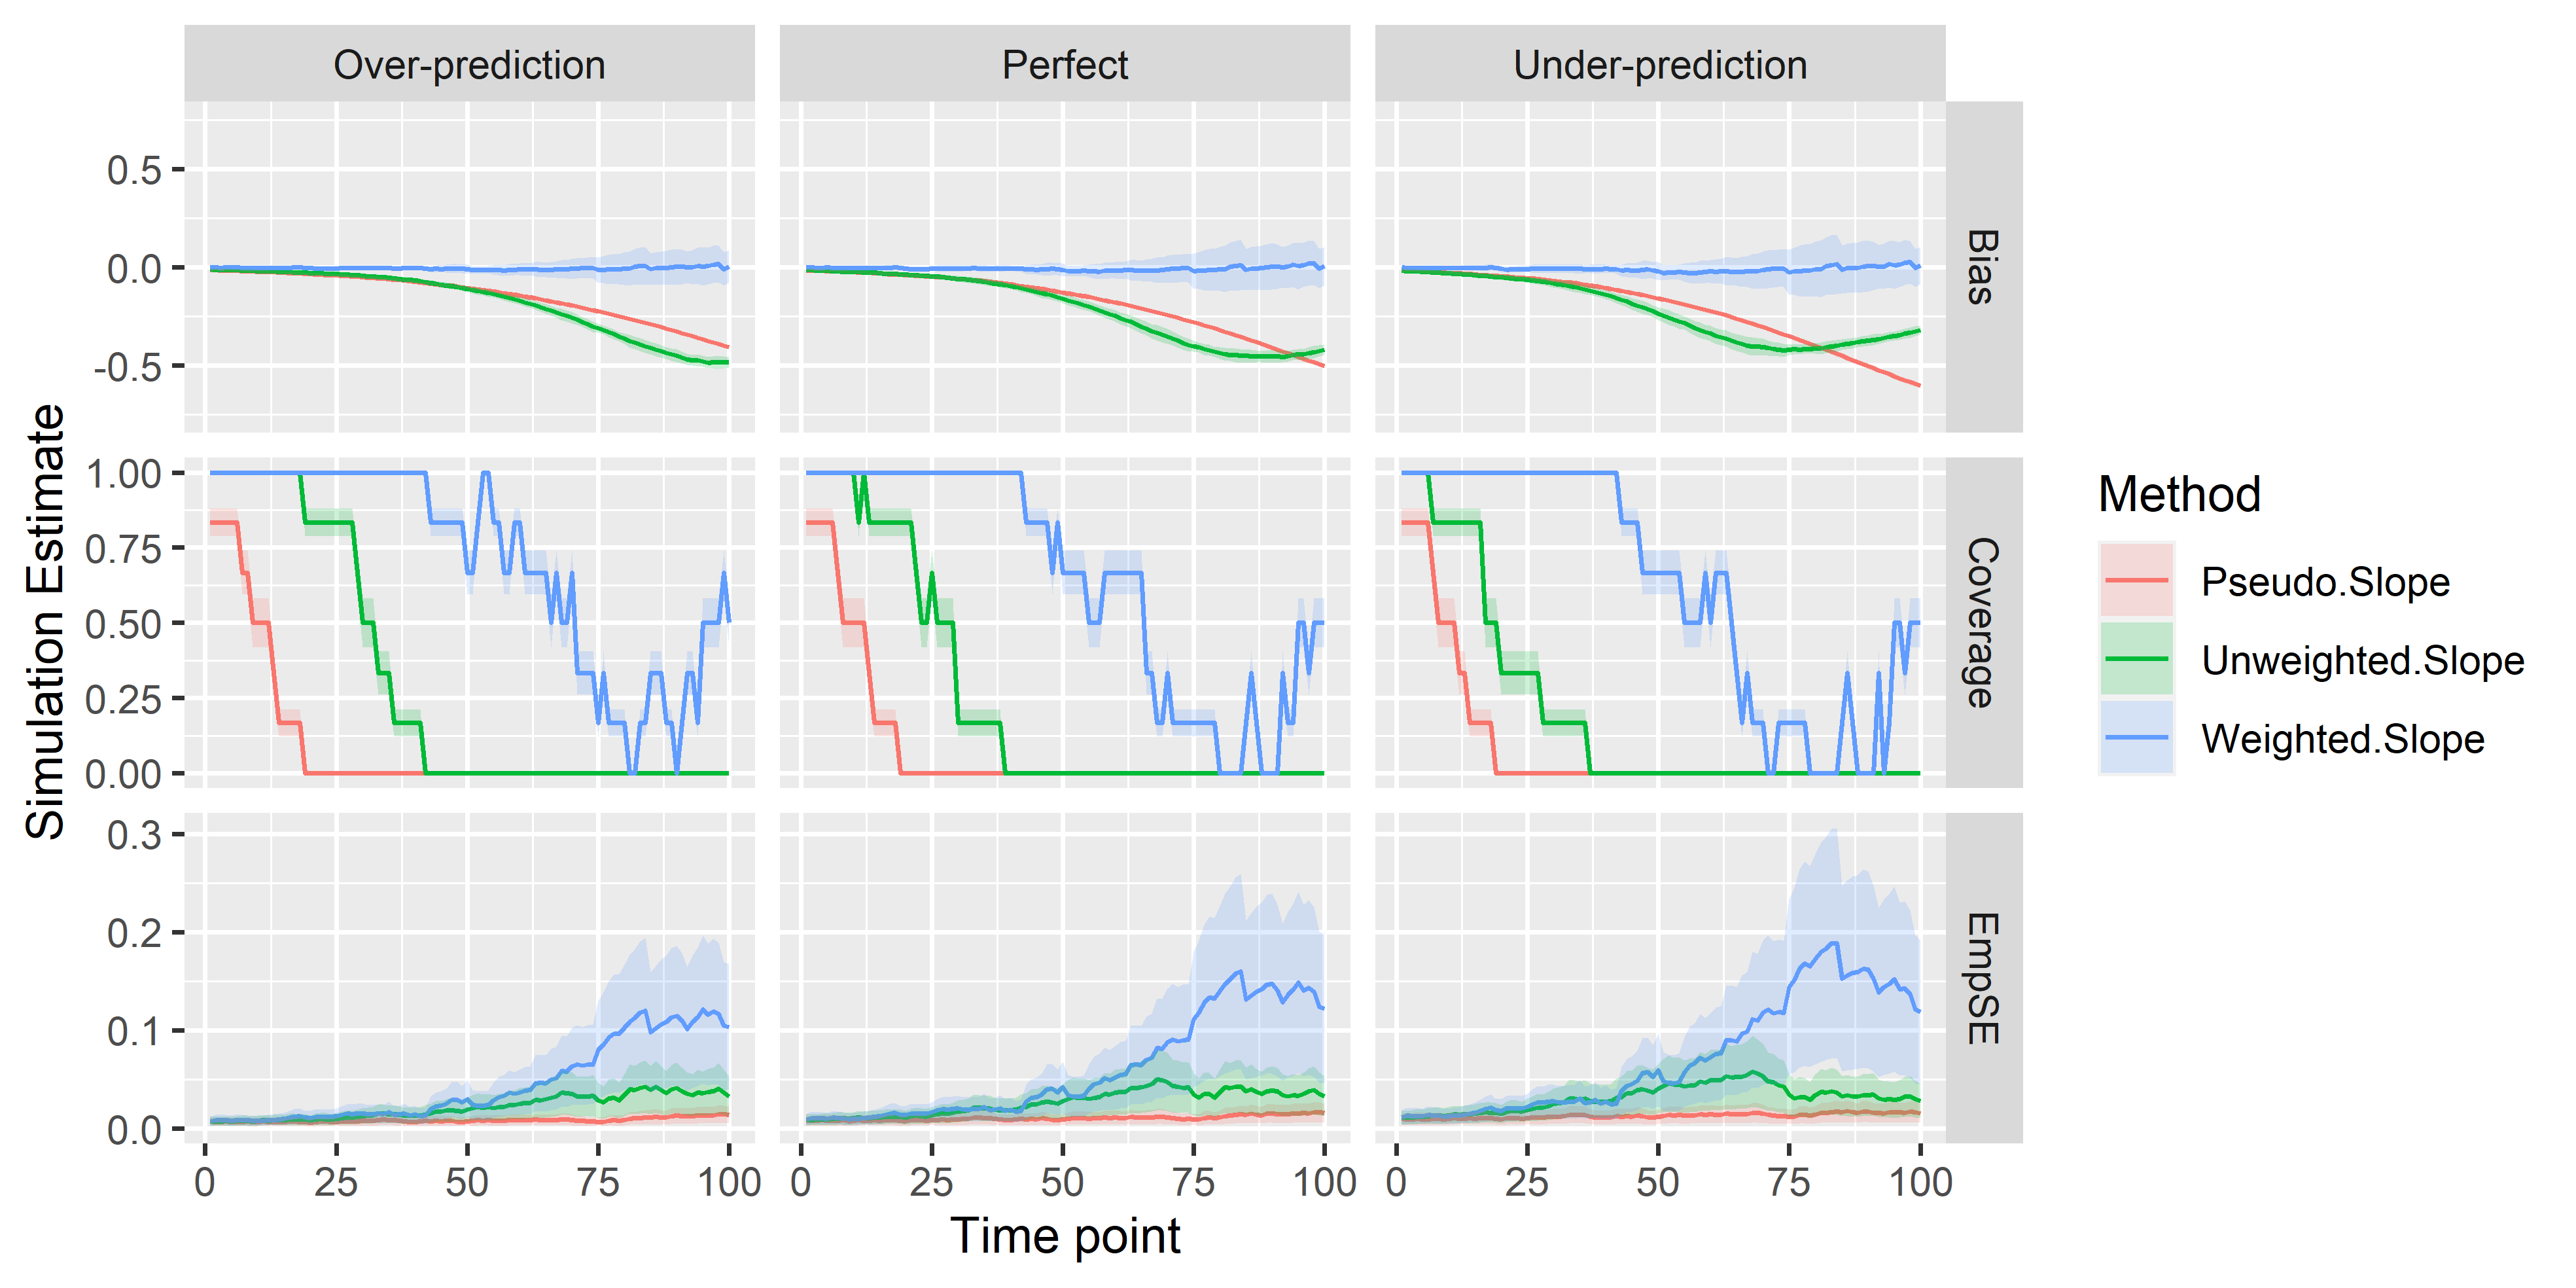 Over-prediction
Perfect
Under-prediction
Simulation Estimate
0.5
0.0
-0.5
Bias
1.00
0.75
0.50
0.25
0.00
Coverage
0.3
0.2
0.1
0.0
EmpSE
0 25 50 75 100
0 25 50 75 100
0 25 50 75 100
Time point
Method
Pseudo.Slope
Unweighted.Slope
Weighted.Slope